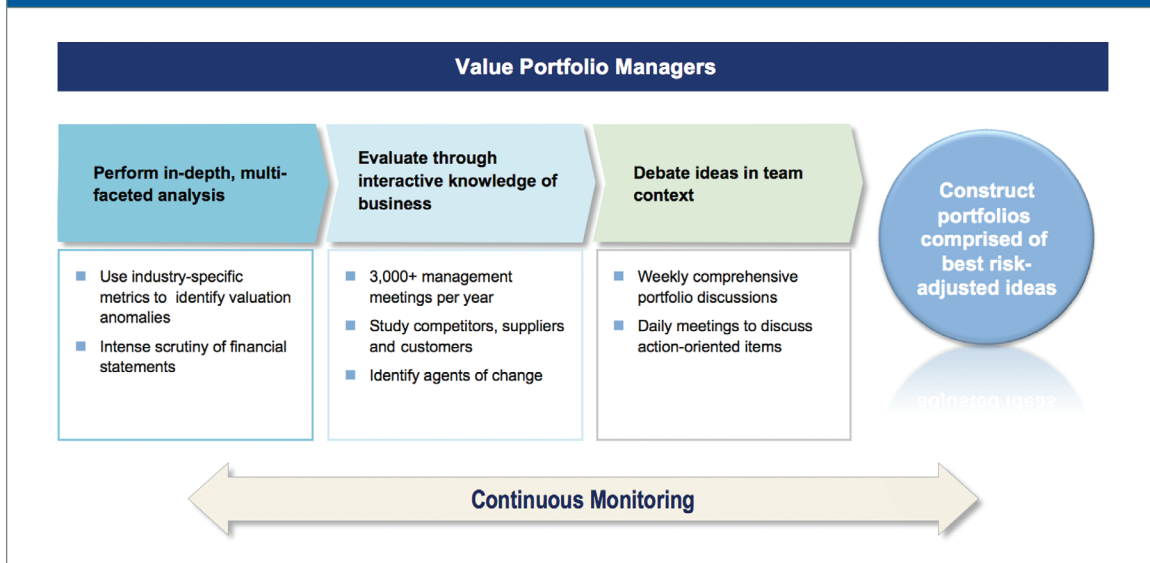 Value Portfolio Managers
Perform in-depth, multi-
faceted analysis
Evaluate through
interactive knowledge of
business
Debate ideas in team
context
Construct
portfolios
comprised of
best risk-
adjusted ideas
Use industry-specific
metrics to identify valuation
anomalies
Intense scrutiny of financial
statements
3,000+ management
meetings per year
Study competitors, suppliers
and customers
Identify agents of change
Weekly comprehensive
portfolio discussions
Daily meetings to discuss
action-oriented items
Continuous Monitoring